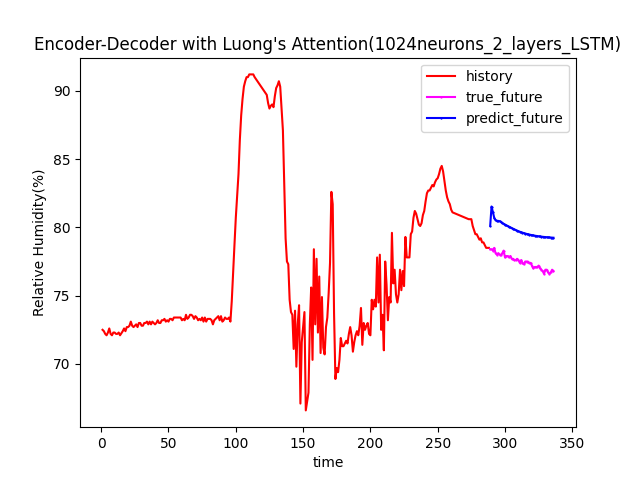 Encoder-Decoder with Luong's Attention(1024neurons_2_layers_LSTM)
history
true_future
predict_future
Relative Humidity(%)
90
85
80
75
70
0 50 100 150 200 250 300 350
time